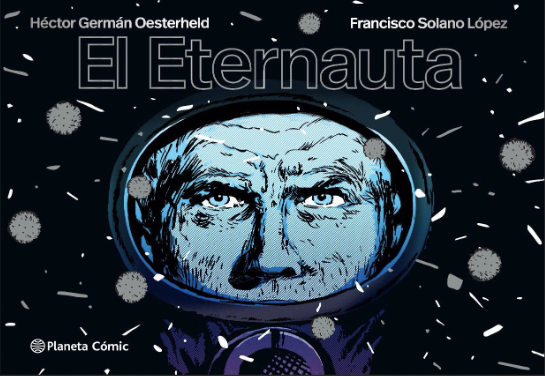 Héctor Germán Oesterheld Francisco Solano López
El Eternauta
Planeta Cómic